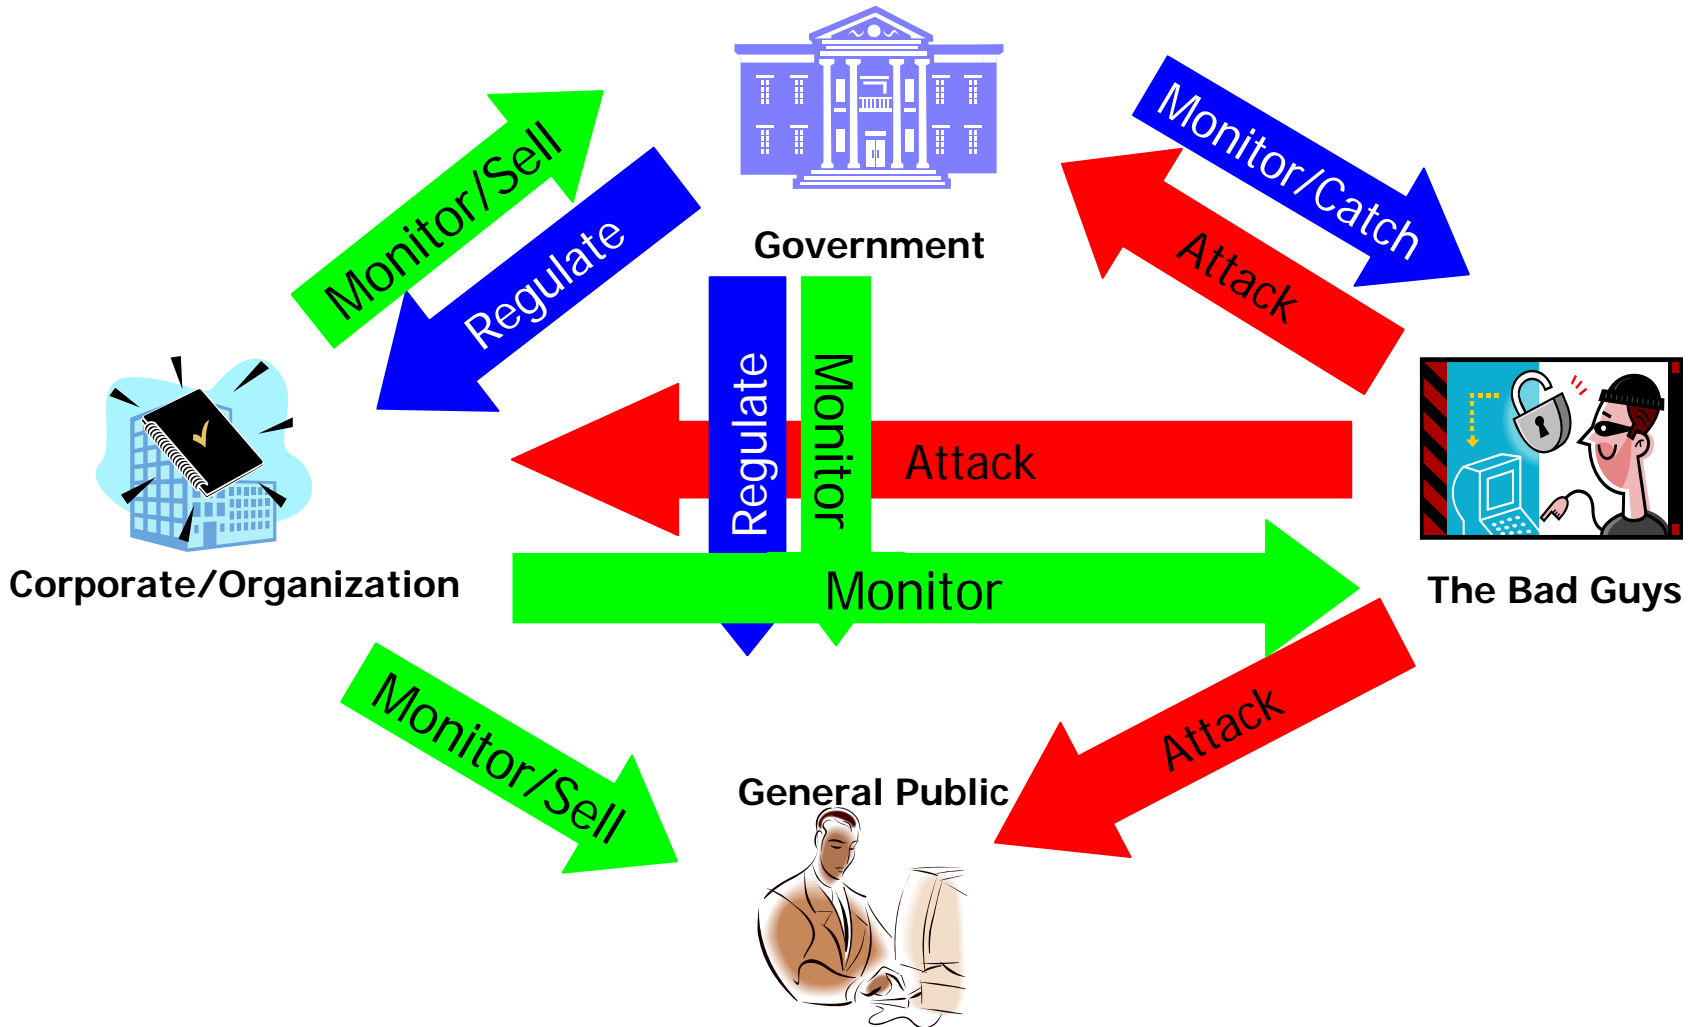 Monitor/Sell
Regulate
Government
Monitor/Catch
Attack
Regulate
Monitor
Attack
Corporate/Organization
Monitor
The Bad Guys
Monitor/Sell
Attack
General Public